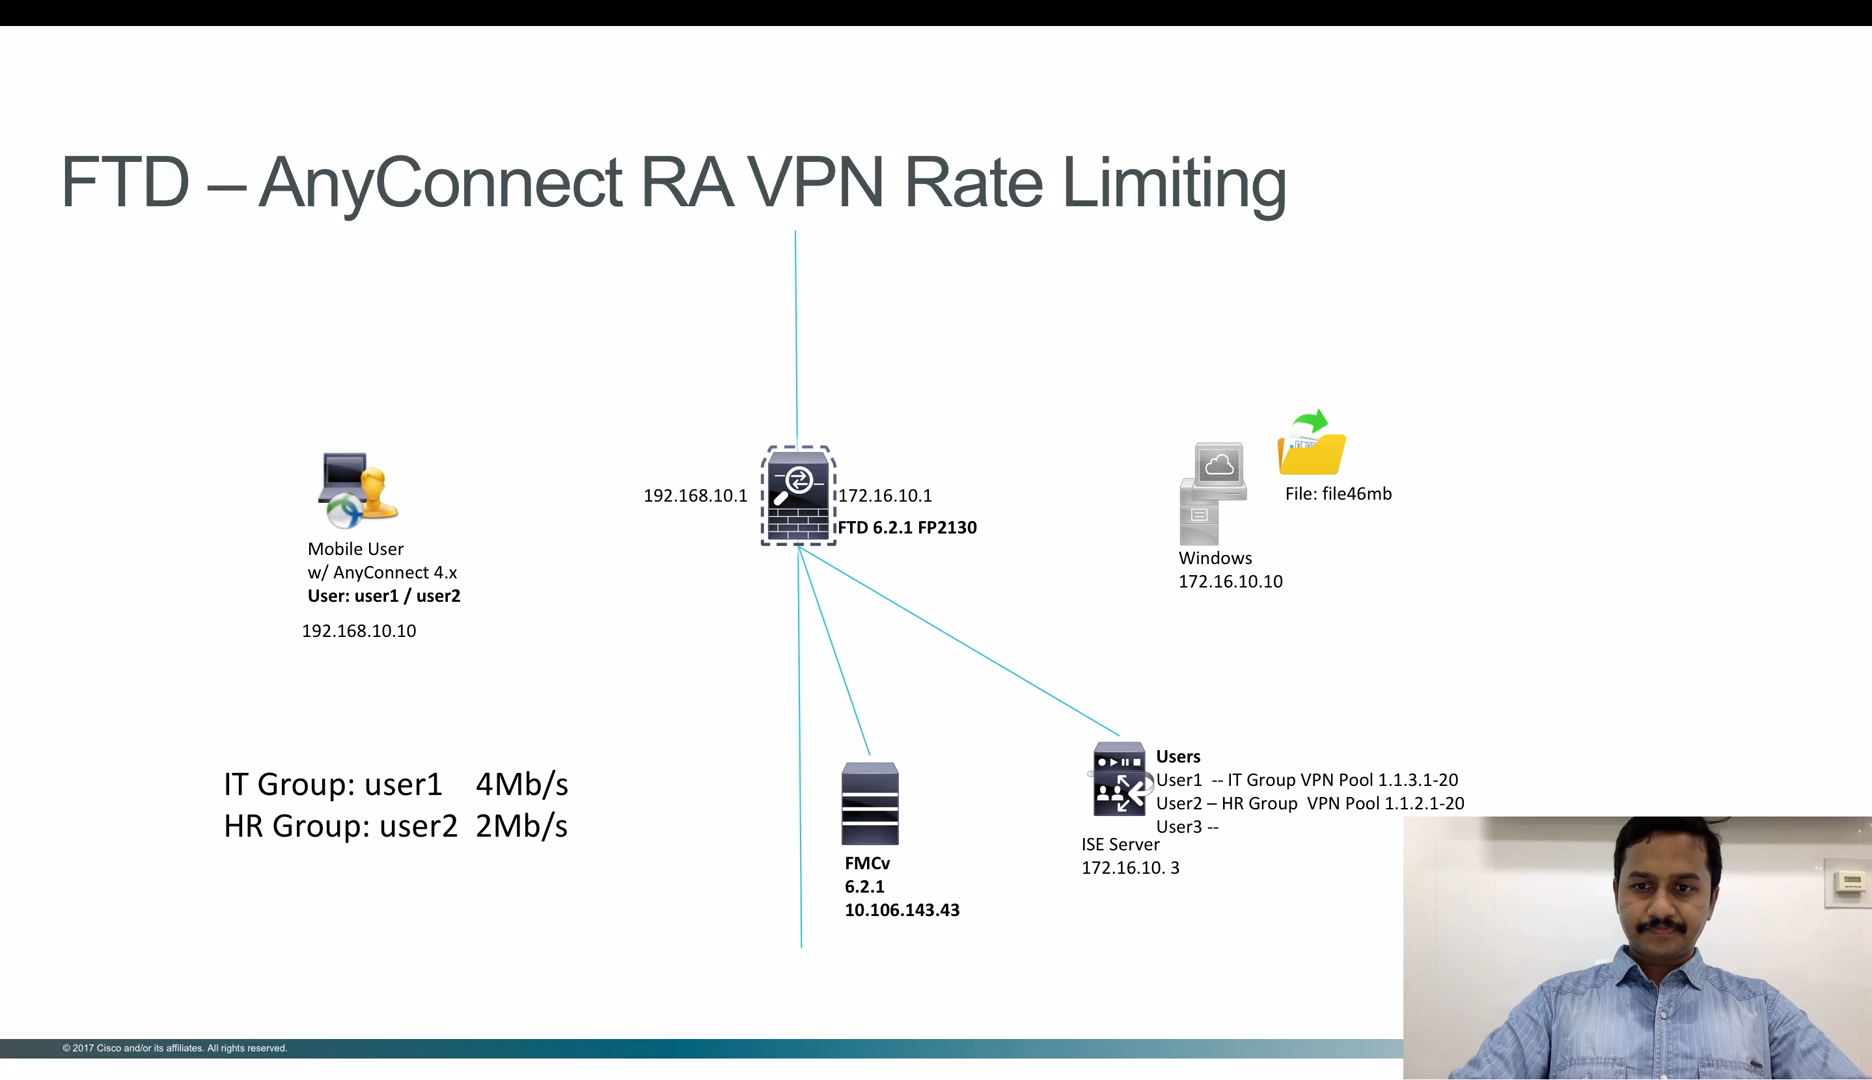 FTD – AnyConnect RA VPN Rate Limiting
192.168.10.1
172.16.10.1
FTD 6.2.1 FP2130
File: file46mb
Mobile User
w/ AnyConnect 4.x
User: user1 / user2
192.168.10.10
Windows
172.16.10.10
IT Group: user1 4Mb/s
HR Group: user2 2Mb/s
Users
User1 -- IT Group VPN Pool 1.1.3.1-20
User2 – HR Group VPN Pool 1.1.2.1-20
User3 --
ISE Server
172.16.10. 3
FMCv
6.2.1
10.106.143.43
© 2017 Cisco and/or its affiliates. All rights reserved.